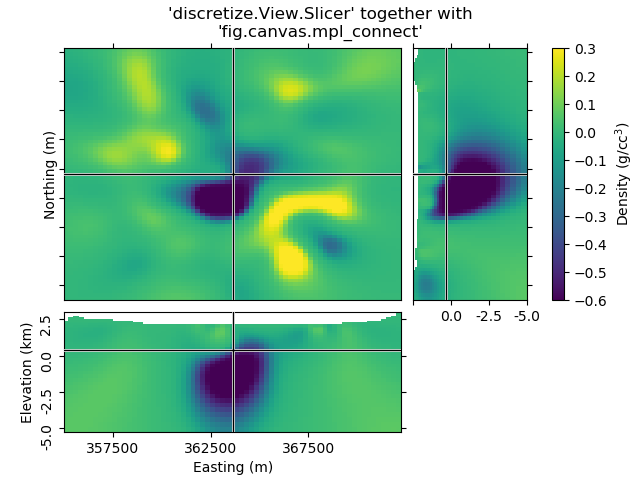 'discretize.View.Slicer' together with
'fig.canvas.mpl_connect'
Northing (m)
0.0 -2.5 -5.0
0.3
0.2
0.1
0.0
−0.1
−0.2
−0.3
−0.4
−0.5
−0.6
Density (g/cc³)
Elevation (km)
2.5
0.0
-2.5
-5.0
357500 362500 367500
Easting (m)